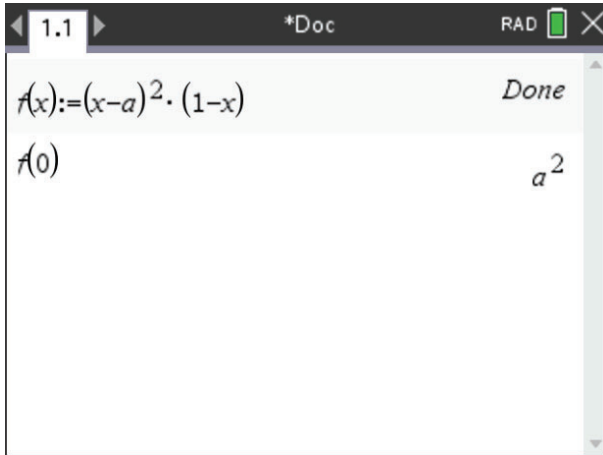 1.1 *Doc RAD
f(x):=(x-a)²·(1-x) Done
f(0) a²